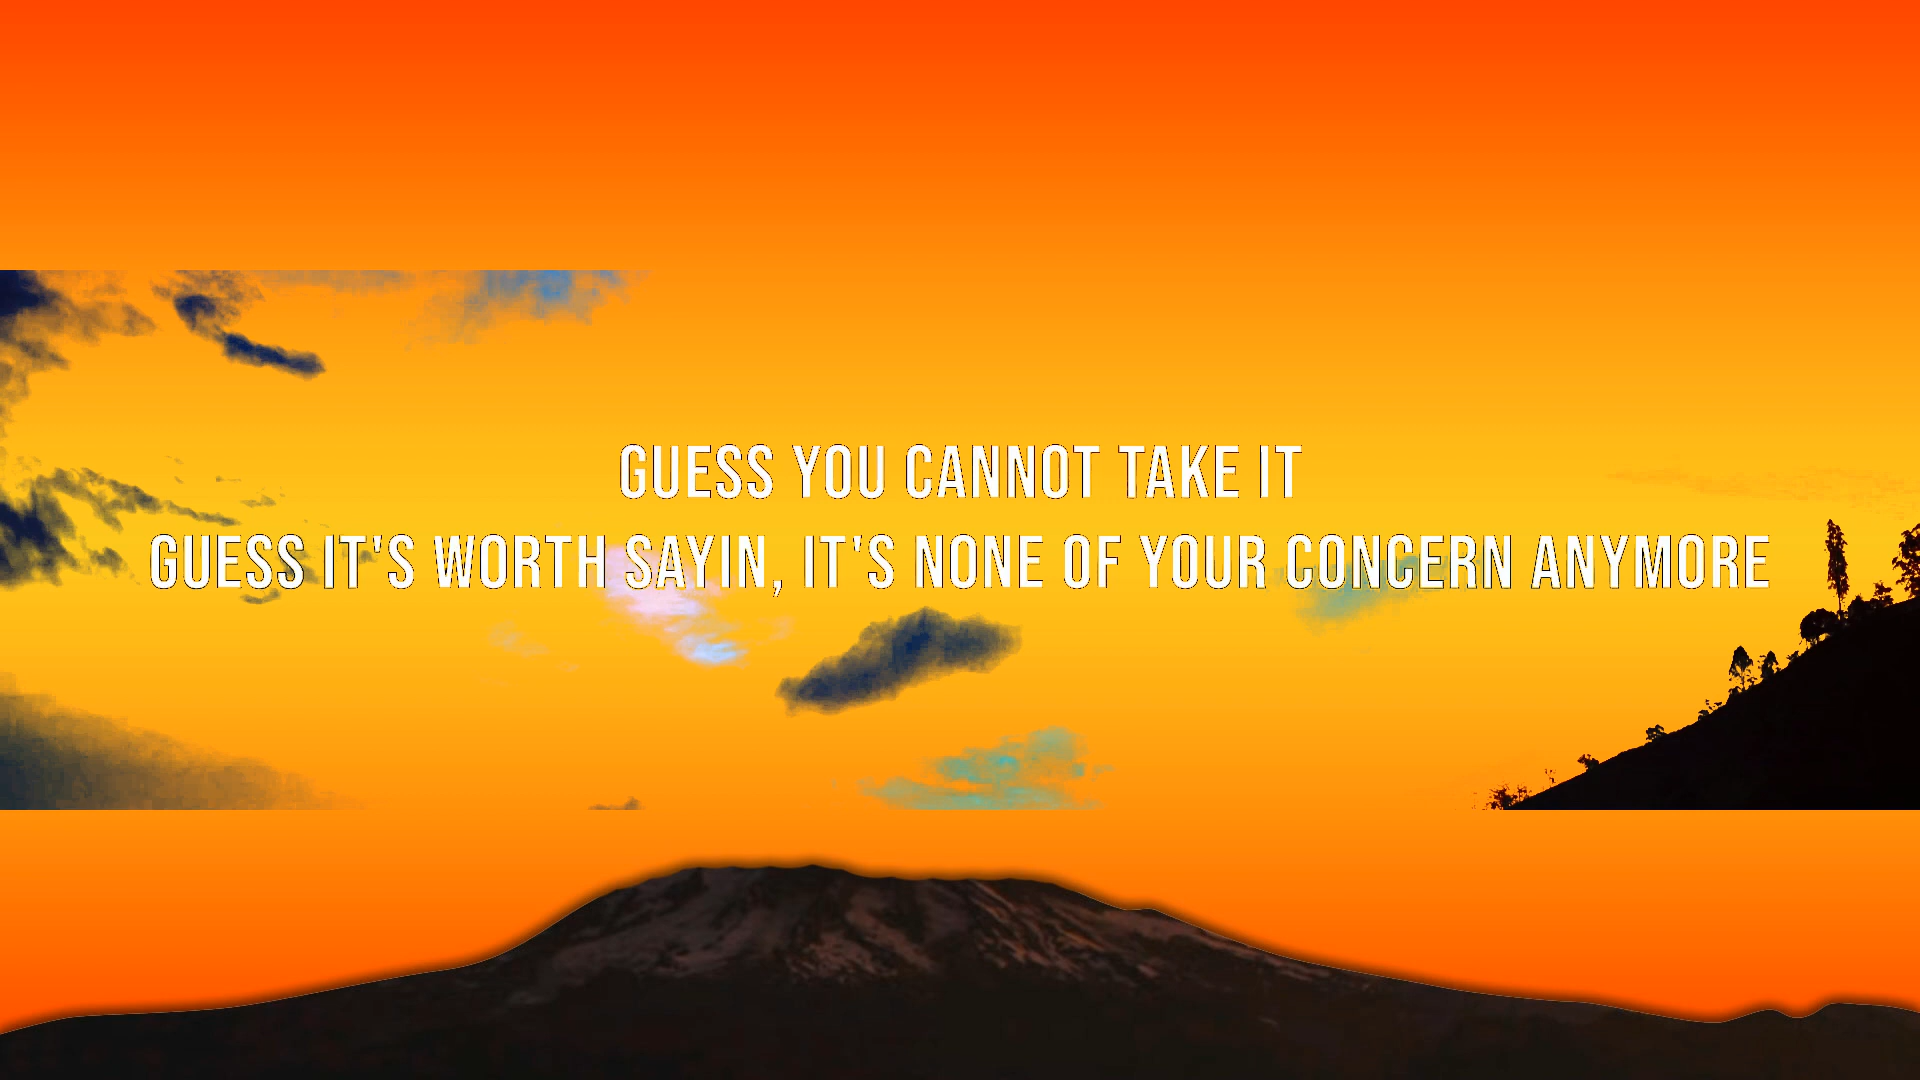 GUESS YOU CANNOT TAKE IT
GUESS IT'S WORTH SAYIN, IT'S NONE OF YOUR CONCERN ANYMORE